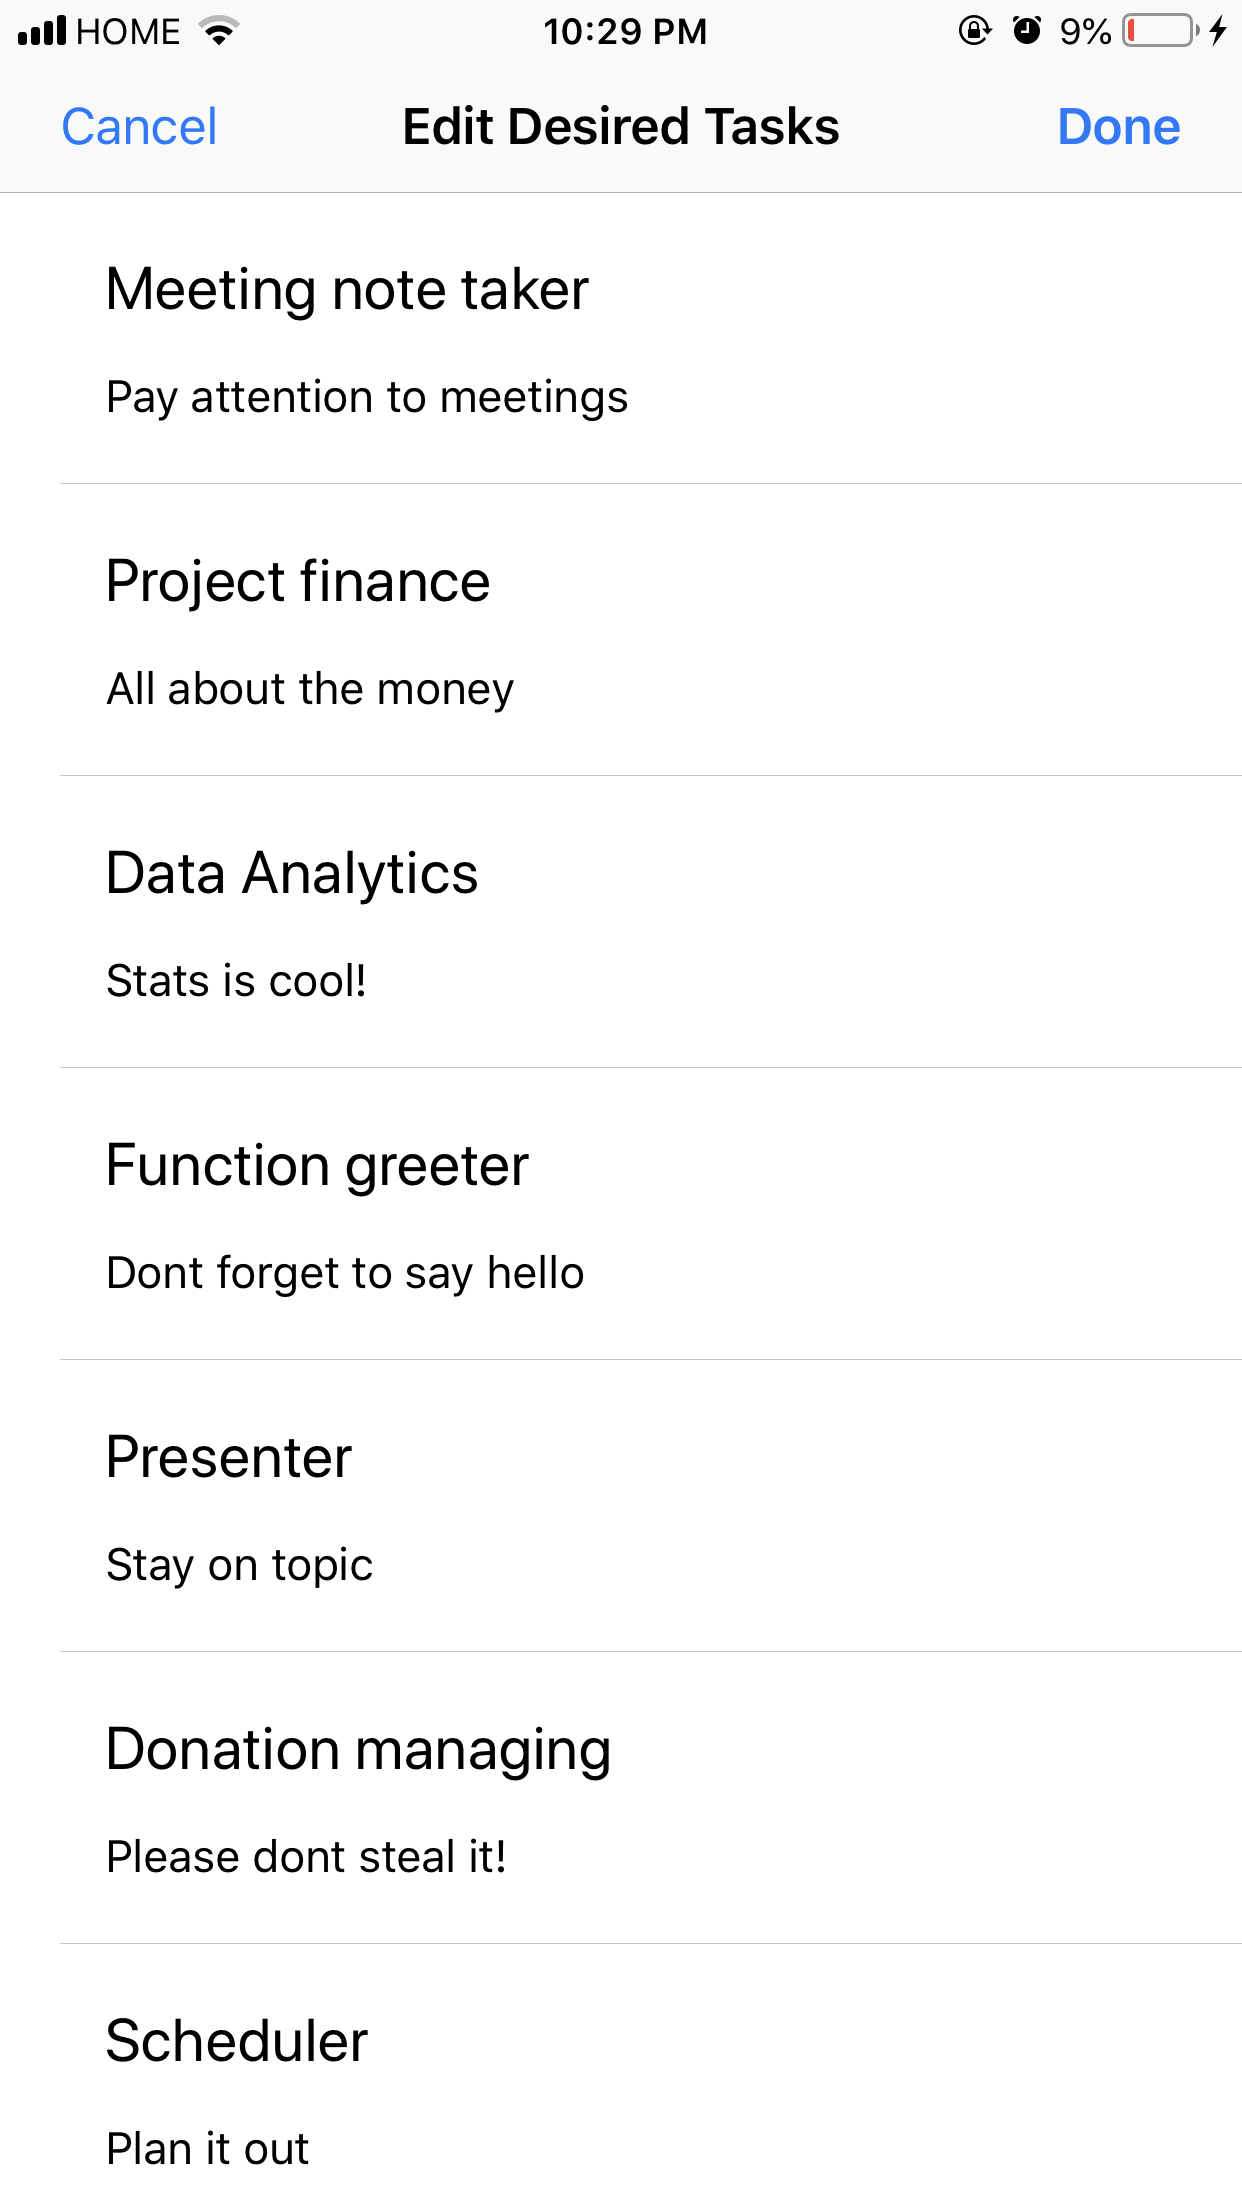 HOME 10:29 PM 9%
Cancel Edit Desired Tasks Done
Meeting note taker
Pay attention to meetings
Project finance
All about the money
Data Analytics
Stats is cool!
Function greeter
Dont forget to say hello
Presenter
Stay on topic
Donation managing
Please dont steal it!
Scheduler
Plan it out